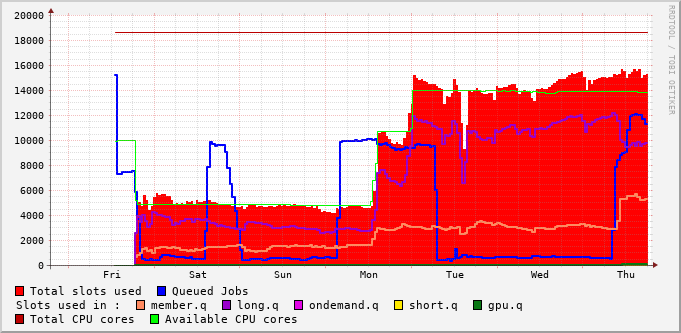 20000
18000
16000
14000
12000
10000
8000
6000
4000
2000
0
Fri Sat Sun Mon Tue Wed Thu
RRDTOOL / TOBI OETIKER
Total slots used Queued Jobs
Slots used in : member.q long.q ondemand.q short.q gpu.q
Total CPU cores Available CPU cores